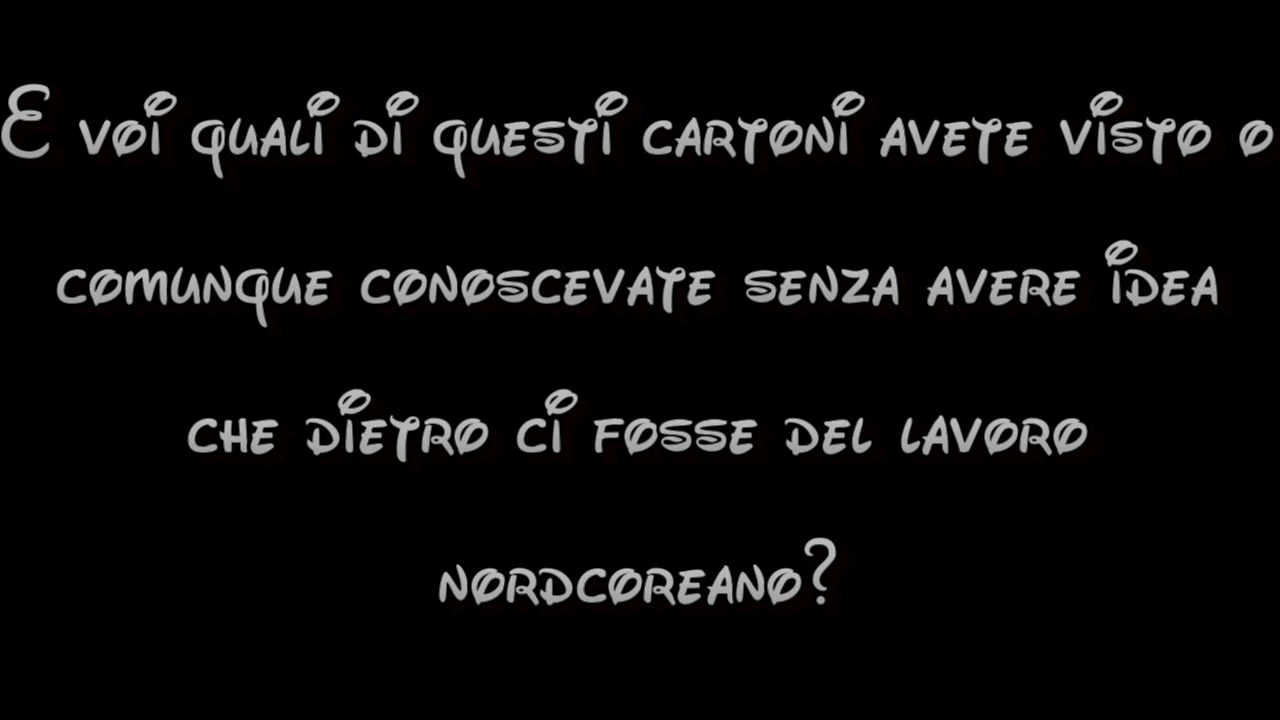 E voi quali di questi cartoni avete visto o
comunque conoscevate senza avere idea
che dietro ci fosse del lavoro
nordcoreano?